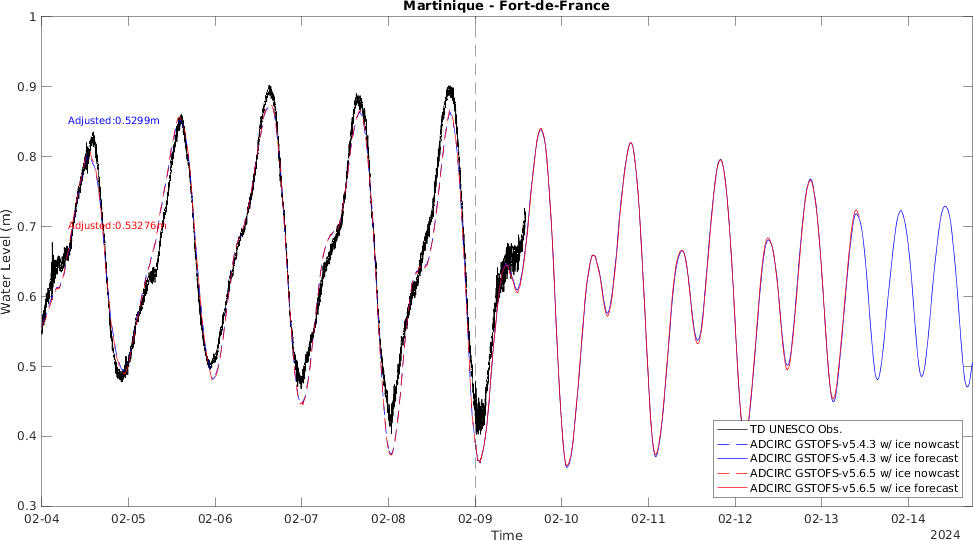 Martinique - Fort-de-France
1
0.9
0.8
0.7
0.6
0.5
0.4
0.3
Water Level (m)
Adjusted:0.5299m
Adjusted:0.53276m
TD UNESCO Obs.
ADCIRC GSTOFS-v5.4.3 w/ ice nowcast
ADCIRC GSTOFS-v5.4.3 w/ ice forecast
ADCIRC GSTOFS-v5.6.5 w/ ice nowcast
ADCIRC GSTOFS-v5.6.5 w/ ice forecast
02-04 02-05 02-06 02-07 02-08 02-09 02-10 02-11 02-12 02-13 02-14
Time
2024